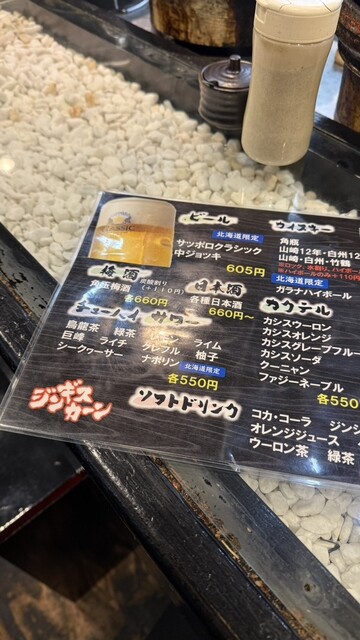 CLASSIC
ビール
北海道限定
サッポロクラシック
中ジョッキ
605円
梅酒
炭酸割り
(+110円)
各660円
日本酒
各種日本酒
660円〜
チューハイ サワー
烏龍茶 緑茶
巨峰 ライチ
シークヮーサー
ライム
柚子
ナポリン
北海道限定
各550円
ジンギスカーン
ソフトドリンク
ウイスキー
角瓶
山崎12年・白州12
山崎・白州・竹鶴
北海道限定
ガラナハイボール
カクテル
カシスウーロン
カシスオレンジ
カシスグレープフルー
カシスソーダ
クーニャン
ファジーネーブル
各550
コカ・コーラ ジンジ
オレンジジュース
ウーロン茶 緑茶